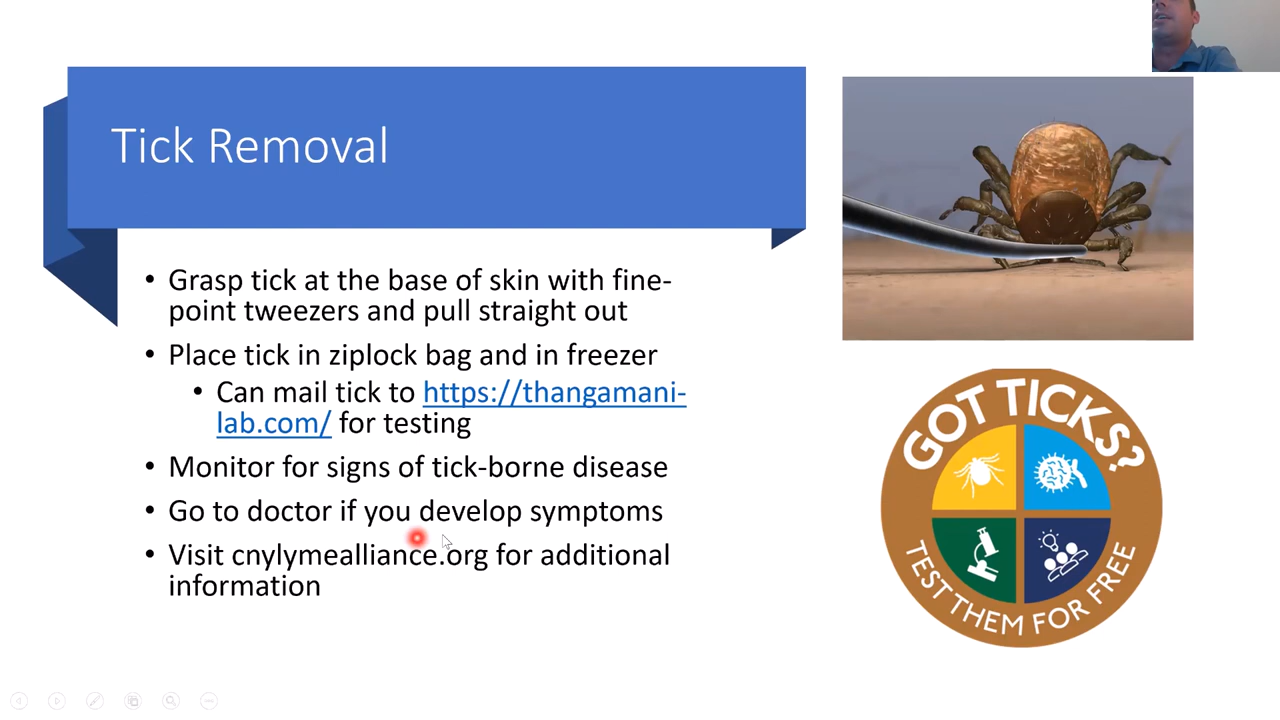 Tick Removal
• Grasp tick at the base of skin with fine-
point tweezers and pull straight out
• Place tick in ziplock bag and in freezer
• Can mail tick to https://thangamani-
lab.com/ for testing
• Monitor for signs of tick-borne disease
• Go to doctor if you develop symptoms
• Visit cnylymealliance.org for additional
information
GOT TICKS?
TEST THEM FOR FREE